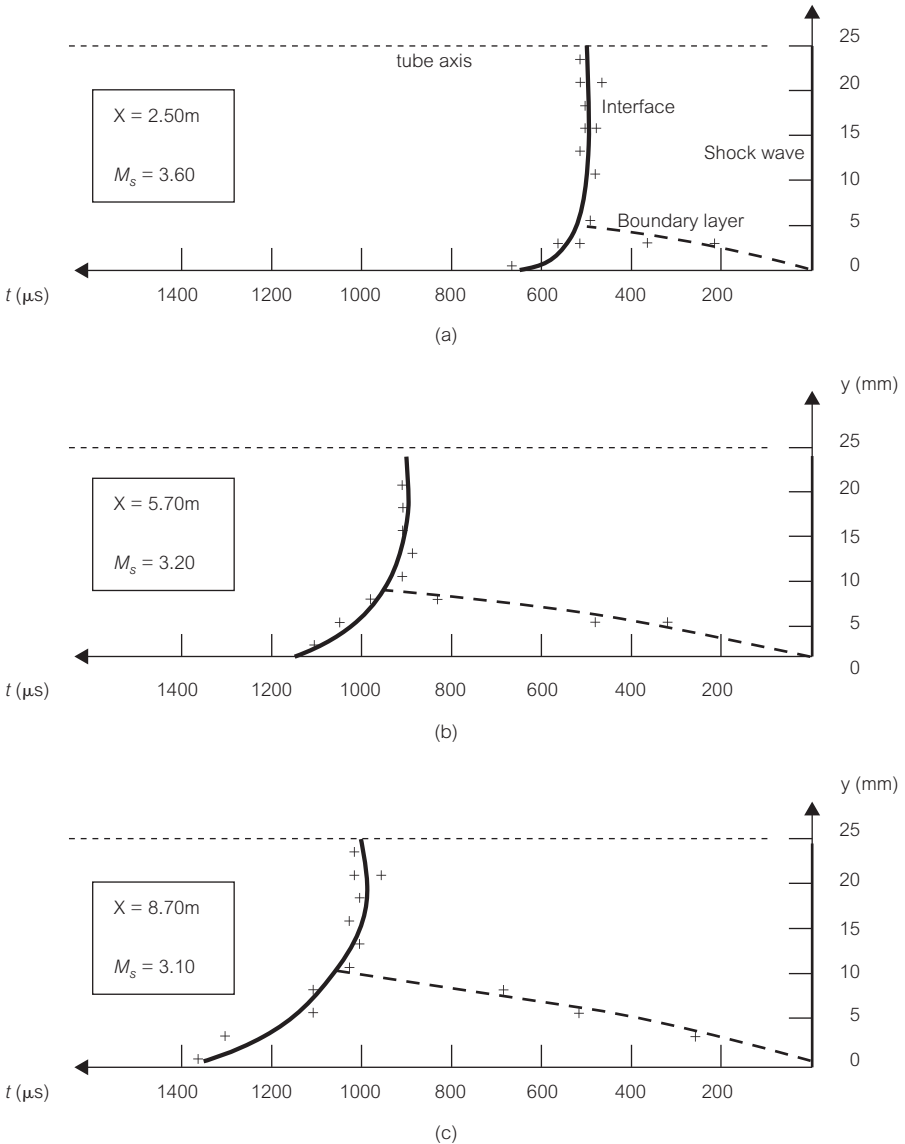 25
tube axis
20
X = 2.50m
Interface
15
Shock wave
Ms = 3.60
10
Boundary layer
5
0
t (μs) 1400 1200 1000 800 600 400 200
(a)
y (mm)
25
X = 5.70m
20
15
Ms = 3.20
10
5
0
t (μs) 1400 1200 1000 800 600 400 200
(b)
y (mm)
25
X = 8.70m
20
15
Ms = 3.10
10
5
0
t (μs) 1400 1200 1000 800 600 400 200
(c)